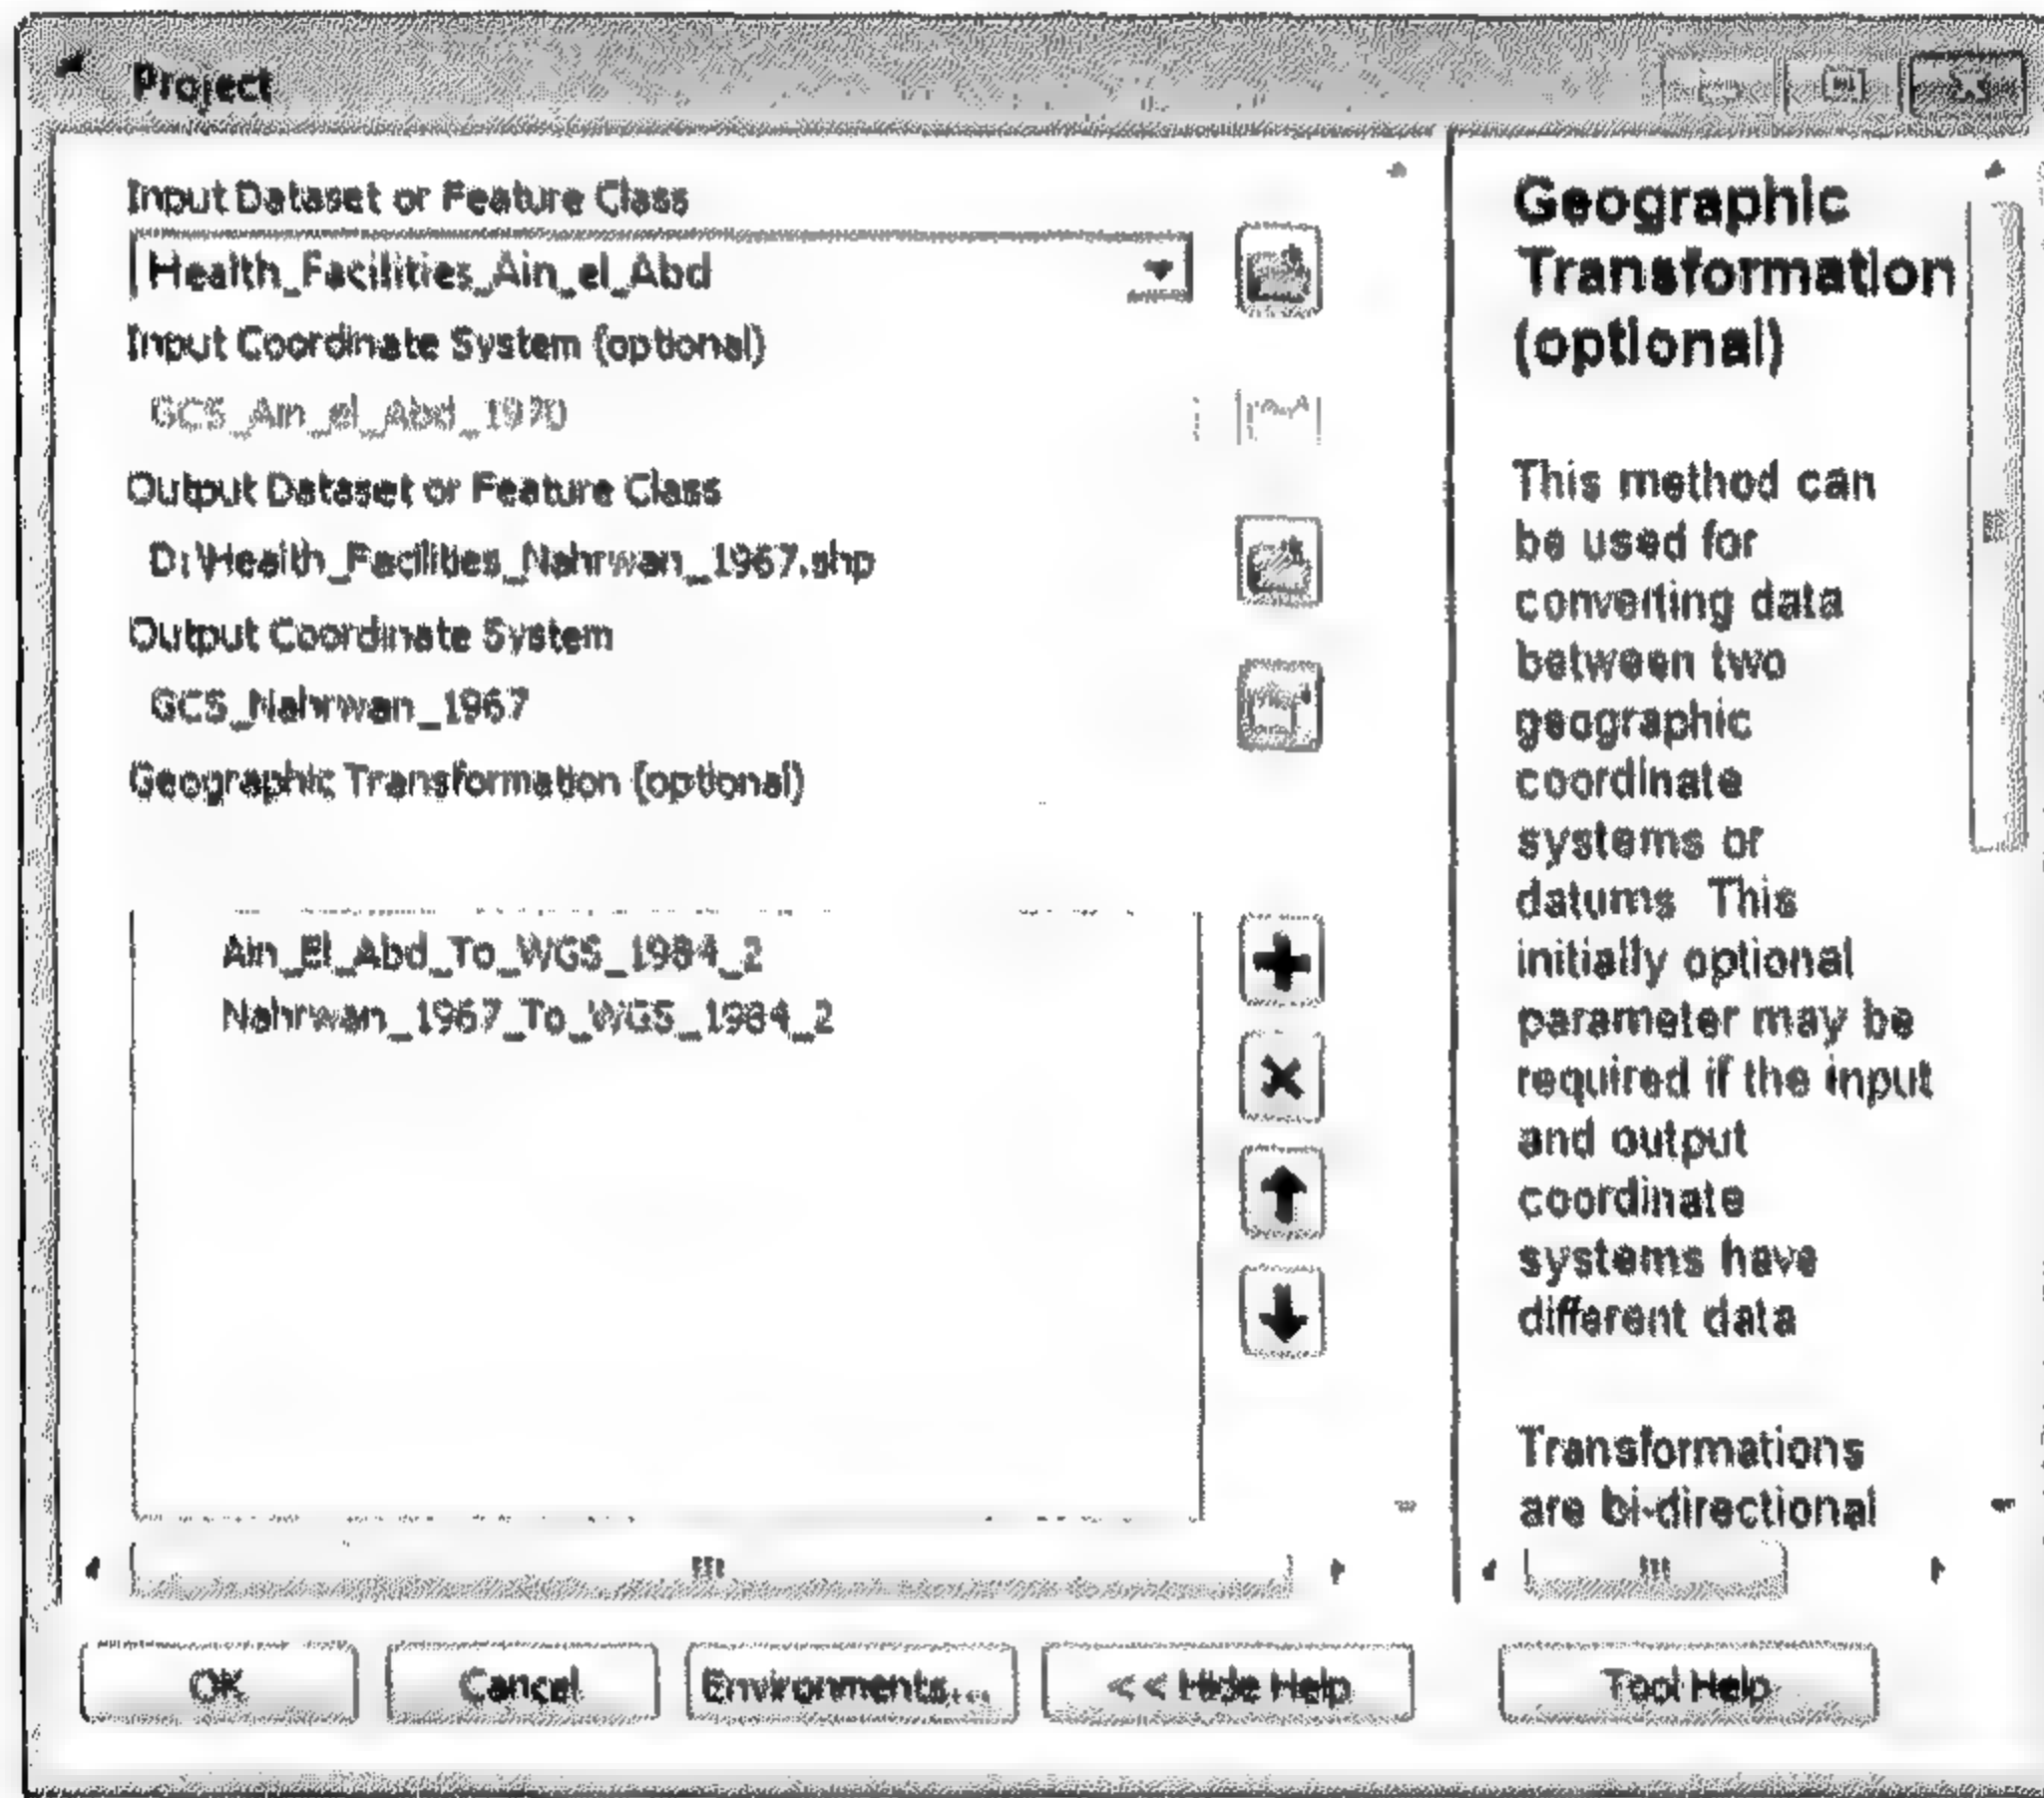 Project
Input Dataset or Feature Class
Health_Facilities_Ain_el_Abd
Input Coordinate System (optional)
GCS_Ain_el_Abd_1970
Output Dataset or Feature Class
D:\Health_Facilities_Nahrwan_1967.shp
Output Coordinate System
GCS_Nahrwan_1967
Geographic Transformation (optional)
Ain_El_Abd_To_WGS_1984_2
Nahrwan_1967_To_WGS_1984_2
OK
Cancel
Environments...
<< Hide Help
Geographic
Transformation
(optional)
This method can
be used for
converting data
between two
geographic
coordinate
systems or
datums This
initially optional
parameter may be
required if the input
and output
coordinate
systems have
different data
Transformations
are bi-directional
Tool Help